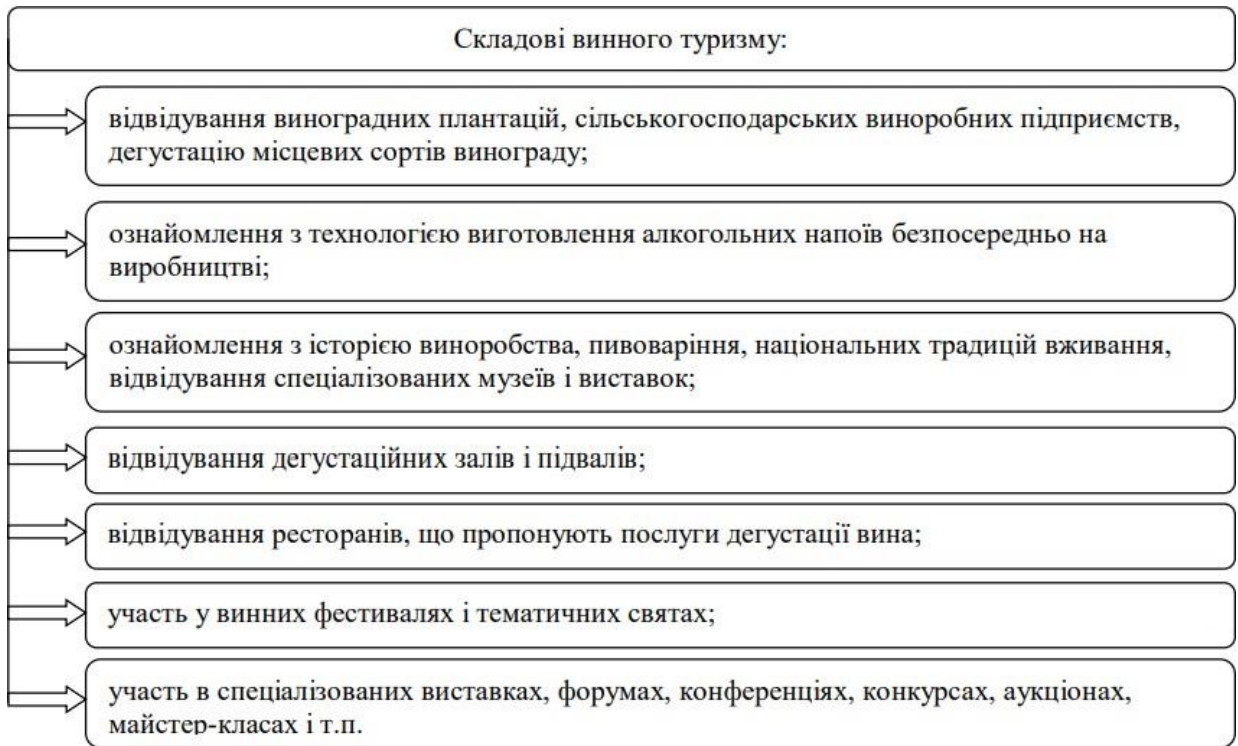 Складові винного туризму:
відвідування виноградних плантацій, сільськогосподарських виноробних підприємств,
дегустацію місцевих сортів винограду;
ознайомлення з технологією виготовлення алкогольних напоїв безпосередньо на
виробництві;
ознайомлення з історією виноробства, пивоваріння, національних традицій вживання,
відвідування спеціалізованих музеїв і виставок;
відвідування дегустаційних залів і підвалів;
відвідування ресторанів, що пропонують послуги дегустації вина;
участь у винних фестивалях і тематичних святах;
участь в спеціалізованих виставках, форумах, конференціях, конкурсах, аукціонах,
майстер-класах і т.п.